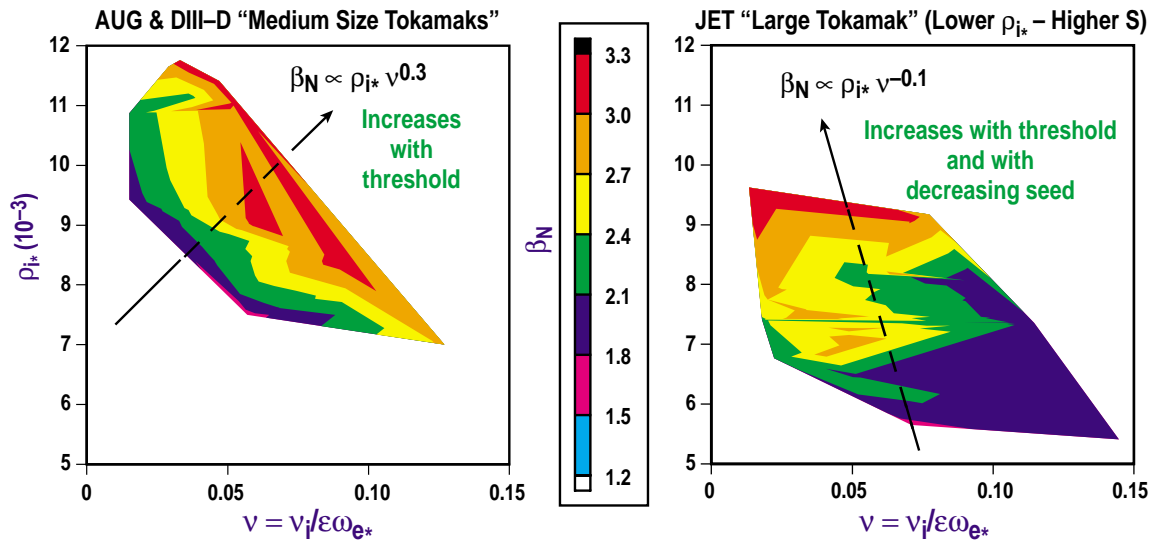 AUG & DIII–D “Medium Size Tokamaks”
12
11
10
9
8
7
6
5
ρi* (10–3)
βN ∝ ρi* ν0.3
Increases
with
threshold
0
0.05
0.10
0.15
ν = νi/εωe*
βN
3.3
3.0
2.7
2.4
2.1
1.8
1.5
1.2
JET “Large Tokamak” (Lower ρi* – Higher S)
12
11
10
9
8
7
6
5
βN ∝ ρi* ν–0.1
Increases with threshold
and with
decreasing seed
0
0.05
0.10
0.15
ν = νi/εωe*